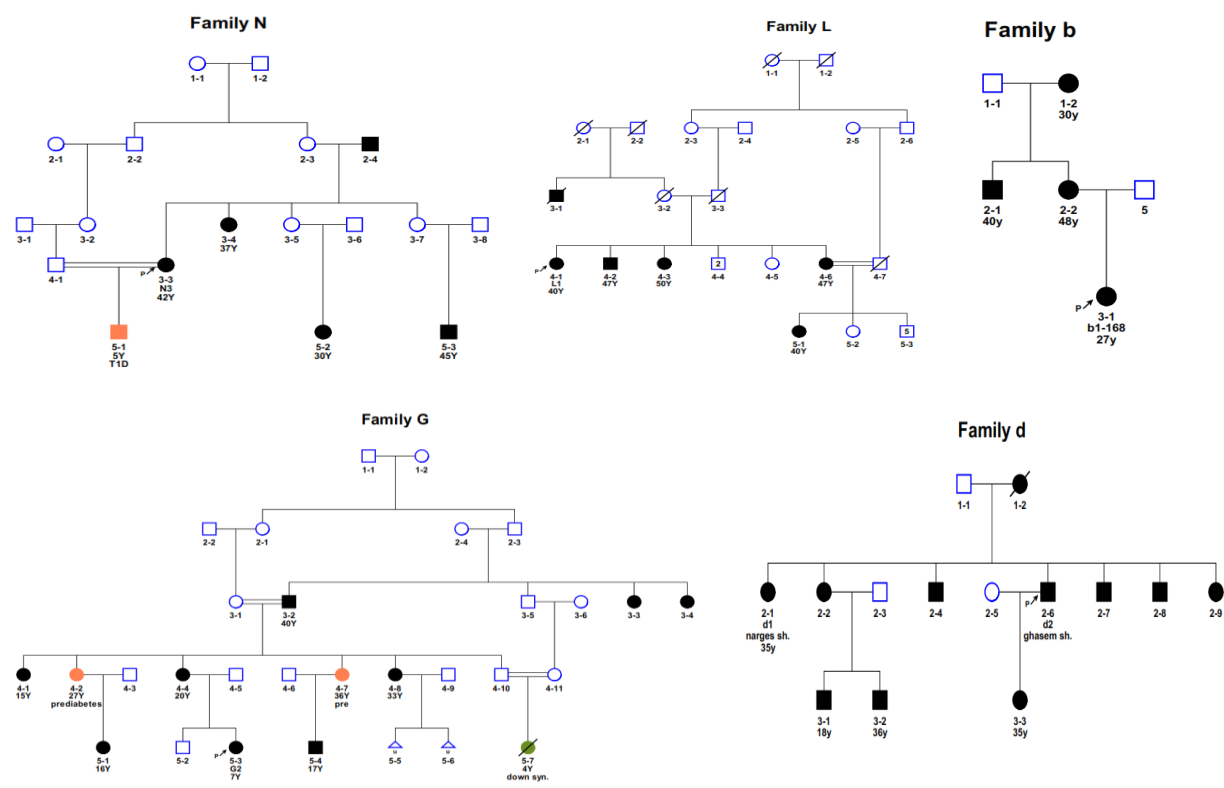 Family N
1-1 1-2
2-1 2-2 2-3 2-4
3-1 3-2 3-4 3-5 3-6 3-7 3-8
37Y
4-1 P 3-3
N3
42Y
5-1 5-2 5-3
5Y 30Y 45Y
T1D
Family L
1-1 1-2
2-1 2-2 2-3 2-4 2-5 2-6
3-1 3-2 3-3
P 4-1 4-2 4-3 2 4-4 4-5 4-6 4-7
L1 47Y 50Y 47Y
40Y
5-1 5-2 5 5-3
40Y
Family b
1-1 1-2
30y
2-1 2-2 5
40y 48y
P 3-1
b1-168
27y
Family G
1-1 1-2
2-2 2-1 2-4 2-3
3-1 3-2 3-5 3-6 3-3 3-4
40Y
4-1 4-2 4-3 4-4 4-5 4-6 4-7 4-8 4-9 4-10 4-11
15Y 27Y 20Y 36Y 33Y
prediabetes pre
5-1 5-2 P 5-3 5-4 u 5-5 u 5-6 5-7
16Y G2 17Y 4Y
7Y down syn.
Family d
1-1 1-2
2-1 2-2 2-3 2-4 2-5 P 2-6 2-7 2-8 2-9
d1 d2
narges sh. ghasem sh.
35y
3-1 3-2 3-3
18y 36y 35y